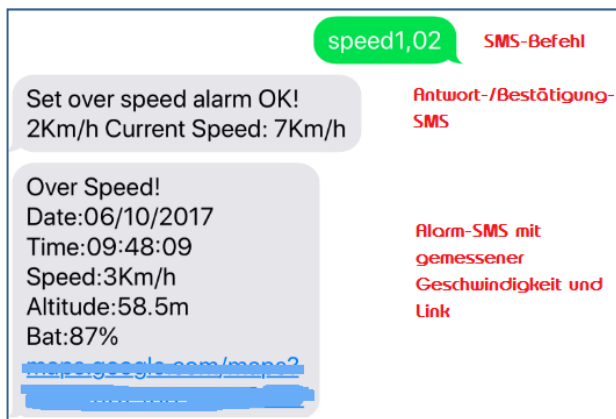 speed1,02
SMS-Befehl
Set over speed alarm OK!
2Km/h Current Speed: 7Km/h
Antwort-/Bestätigung-
SMS
Over Speed!
Date:06/10/2017
Time:09:48:09
Speed:3Km/h
Altitude:58.5m
Bat:87%
Alarm-SMS mit
gemessener
Geschwindigkeit und
Link